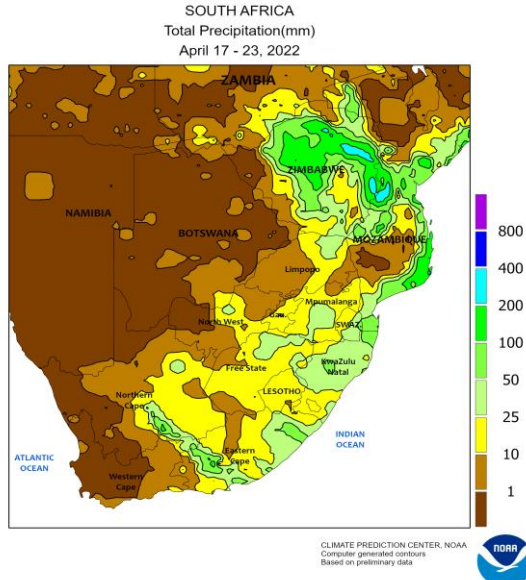 SOUTH AFRICA
Total Precipitation(mm)
April 17 - 23, 2022
ZAMBIA
ZIMBABWE
NAMIBIA
BOTSWANA
MOZAMBIQUE
Limpopo
Mpumalanga
North West
Gau.
SWAZ.
Free State
KwaZulu
Natal
LESOTHO
Northern
Cape
Eastern
Cape
Western
Cape
ATLANTIC
OCEAN
INDIAN
OCEAN
800
400
200
100
50
25
10
1
CLIMATE PREDICTION CENTER, NOAA
Computer generated contours
Based on preliminary data
NOAA